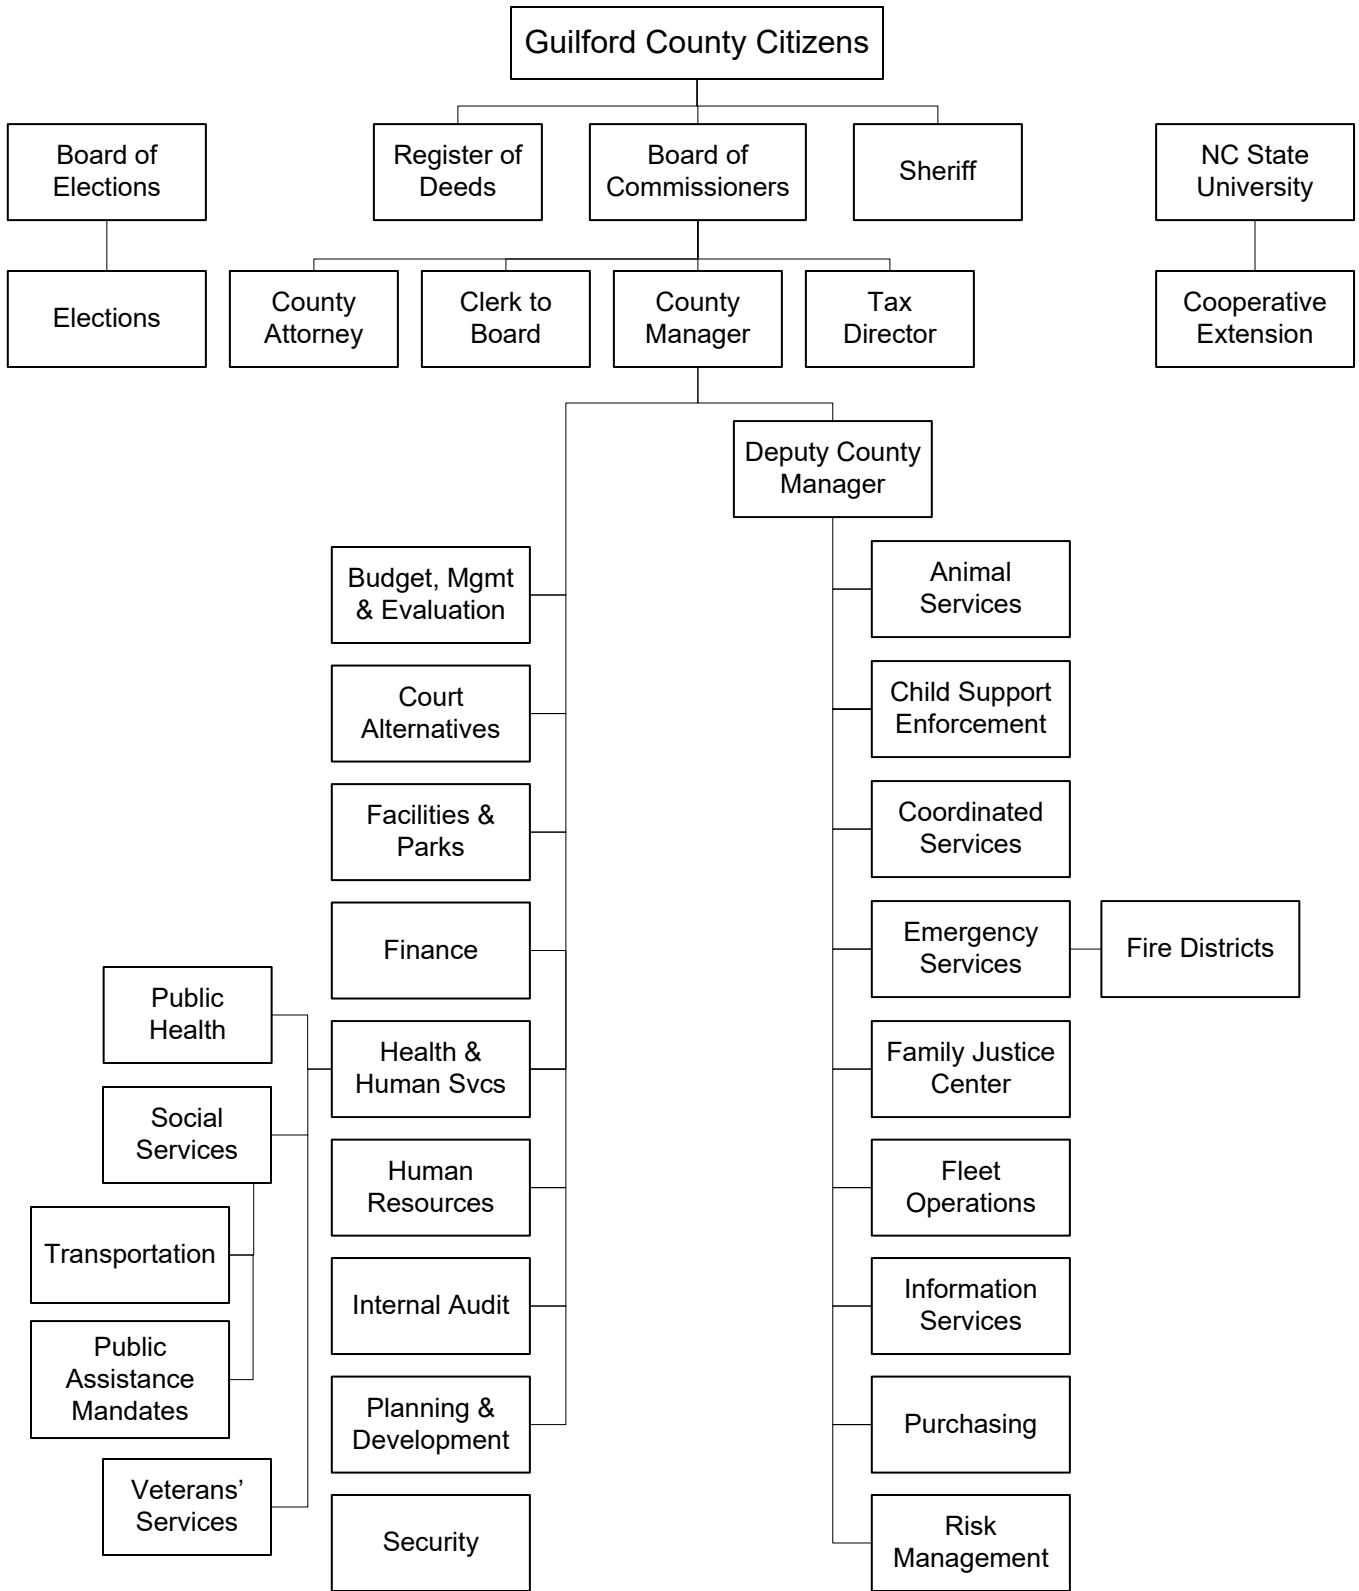 Guilford County Citizens
Board of
Elections
Register of
Deeds
Board of
Commissioners
Sheriff
NC State
University
Elections
County
Attorney
Clerk to
Board
County
Manager
Tax
Director
Cooperative
Extension
Deputy County
Manager
Budget, Mgmt
& Evaluation
Court
Alternatives
Facilities &
Parks
Finance
Health &
Human Svcs
Human
Resources
Internal Audit
Planning &
Development
Security
Public
Health
Social
Services
Transportation
Public
Assistance
Mandates
Veterans’
Services
Animal
Services
Child Support
Enforcement
Coordinated
Services
Emergency
Services
Fire Districts
Family Justice
Center
Fleet
Operations
Information
Services
Purchasing
Risk
Management